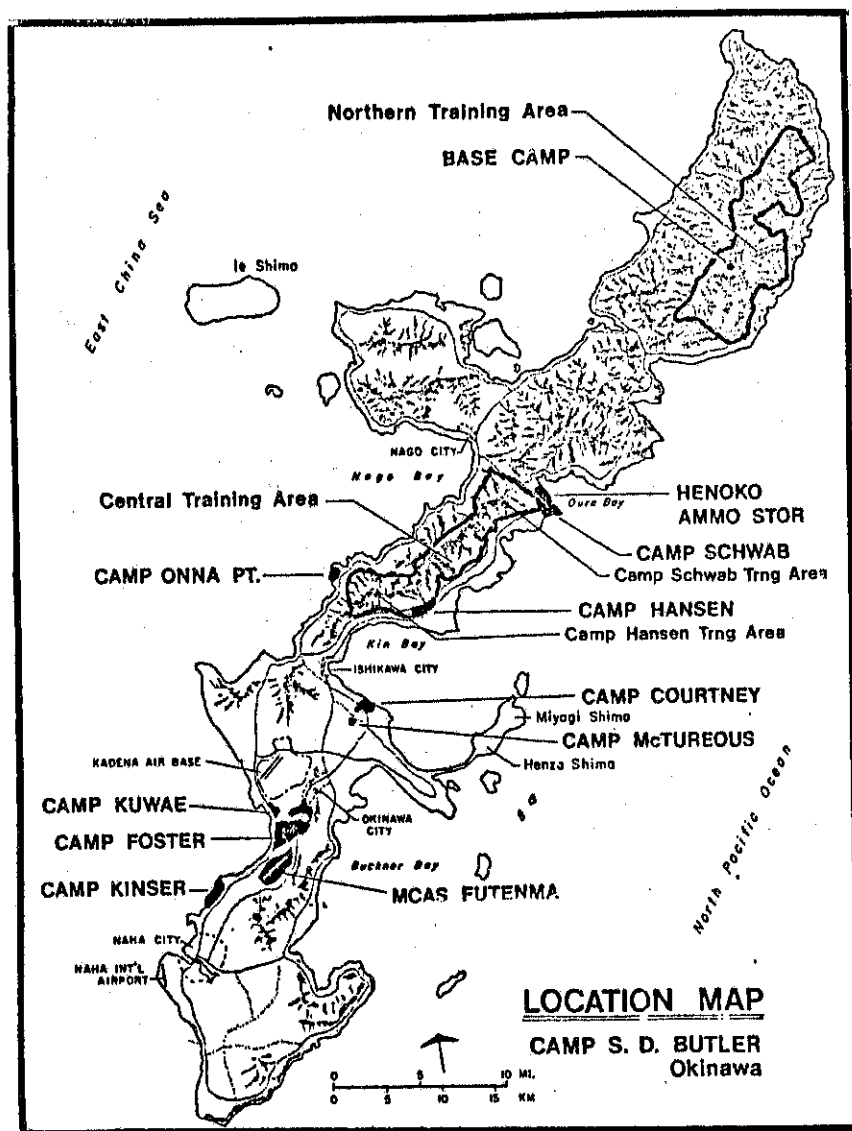 Northern Training Area
BASE CAMP
East China Sea
Ie Shima
NAGO CITY
Nago Bay
Central Training Area
Oura Bay
HENOKO
AMMO STOR
CAMP SCHWAB
Camp Schwab Trng Area
CAMP ONNA PT.
CAMP HANSEN
Camp Hansen Trng Area
Kin Bay
ISHIKAWA CITY
CAMP COURTNEY
Miyagi Shima
CAMP McTUREOUS
Henza Shima
KADENA AIR BASE
CAMP KUWAE
OKINAWA
CITY
CAMP FOSTER
Buckner Bay
CAMP KINSER
MCAS FUTENMA
North Pacific Ocean
NAHA CITY
NAHA INT'L
AIRPORT
LOCATION MAP
CAMP S. D. BUTLER
Okinawa
0 5 10 MI.
0 5 10 15 KM